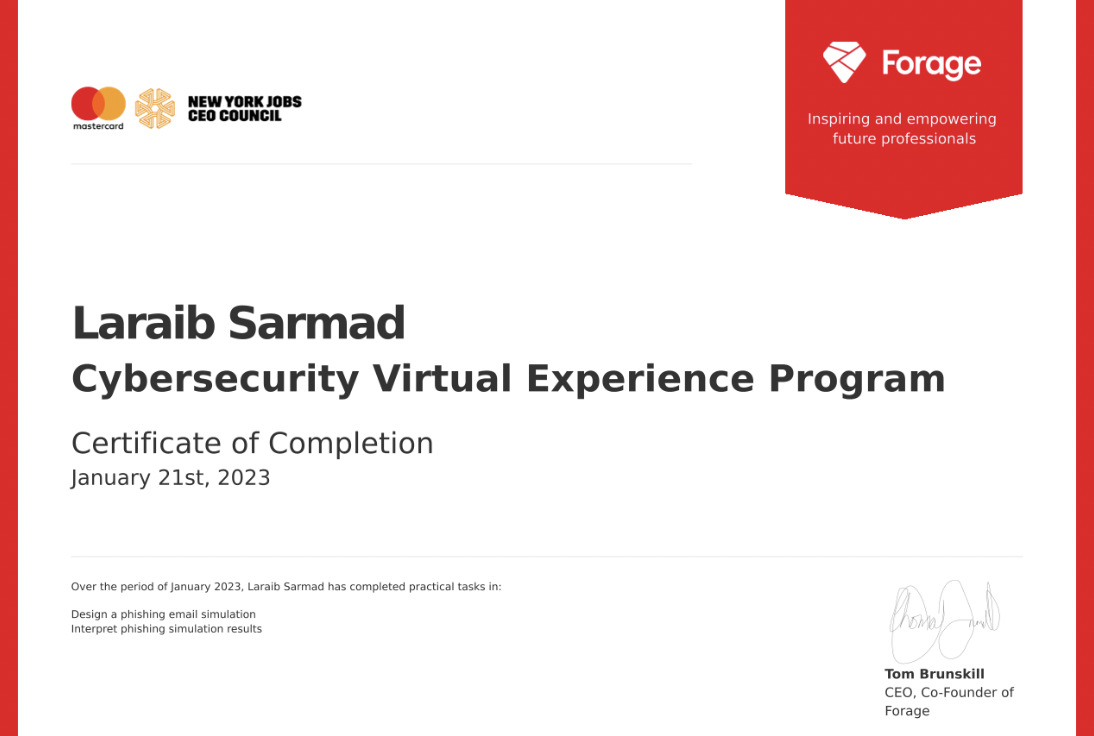 mastercard
NEW YORK JOBS
CEO COUNCIL
Forage
Inspiring and empowering
future professionals
Laraib Sarmad
Cybersecurity Virtual Experience Program
Certificate of Completion
January 21st, 2023
Over the period of January 2023, Laraib Sarmad has completed practical tasks in:
Design a phishing email simulation
Interpret phishing simulation results
Tom Brunskill
CEO, Co-Founder of
Forage